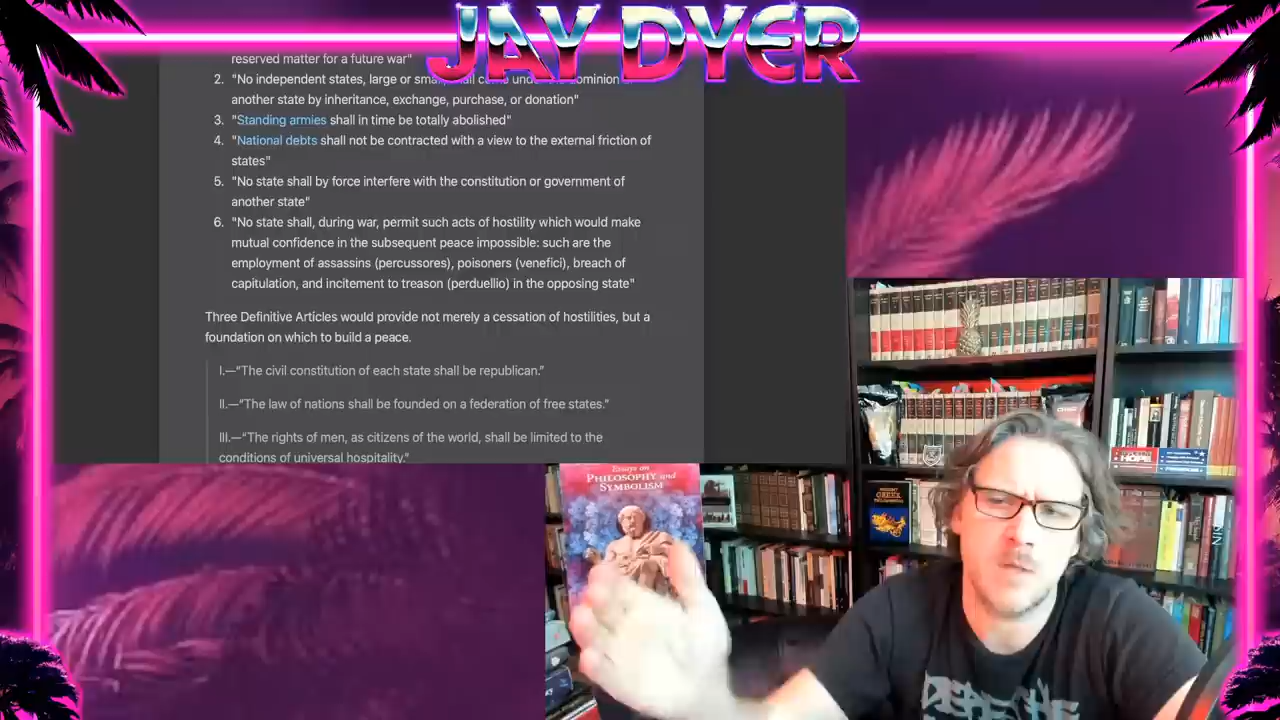 JAY DYER
reserved matter for a future war"
2. "No independent states, large or small, shall come under the dominion
another state by inheritance, exchange, purchase, or donation"
3. "Standing armies shall in time be totally abolished"
4. "National debts shall not be contracted with a view to the external friction of
states"
5. "No state shall by force interfere with the constitution or government of
another state"
6. "No state shall, during war, permit such acts of hostility which would make
mutual confidence in the subsequent peace impossible: such are the
employment of assassins (percussores), poisoners (venefici), breach of
capitulation, and incitement to treason (perduellio) in the opposing state"
Three Definitive Articles would provide not merely a cessation of hostilities, but a
foundation on which to build a peace.
I.—"The civil constitution of each state shall be republican."
II.—"The law of nations shall be founded on a federation of free states."
III.—"The rights of men, as citizens of the world, shall be limited to the
conditions of universal hospitality."
Essays on
PHILOSOPHY and
SYMBOLISM
GREEK
HOPE
DEPECHE